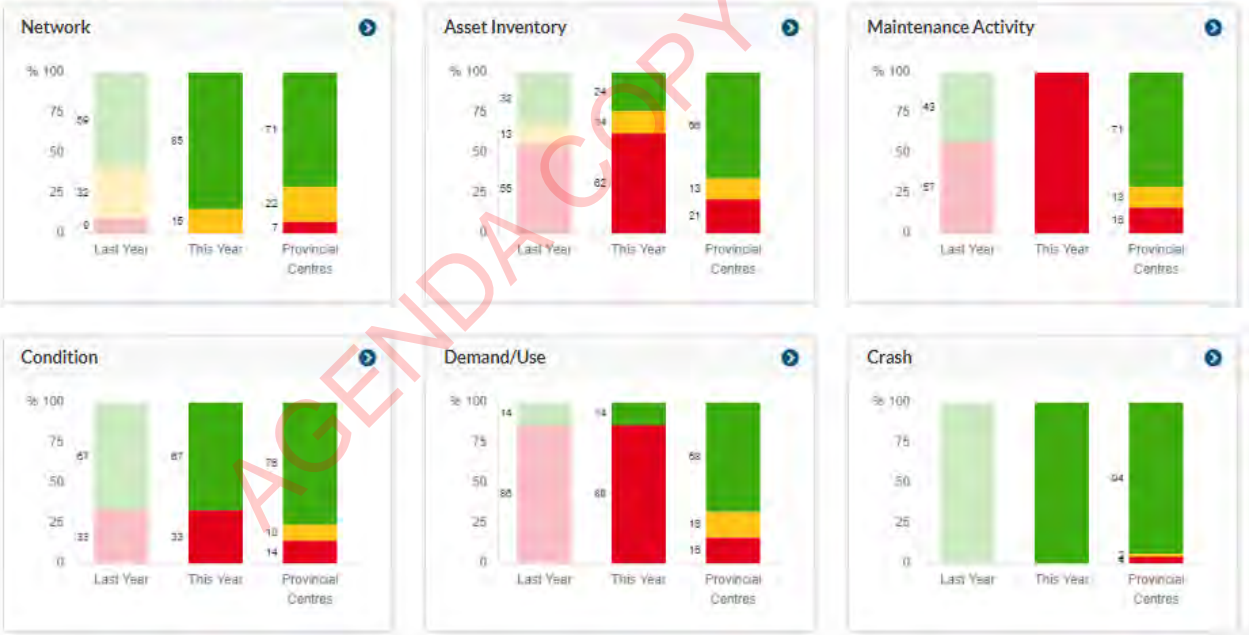 Network
Asset Inventory
Maintenance Activity
% 100
75
50
25
0
59
32
9
85
15
71
22
7
Last Year
This Year
Provincial
Centres
% 100
75
50
25
0
32
13
55
24
14
62
66
13
21
Last Year
This Year
Provincial
Centres
% 100
75
50
25
0
43
57
71
13
16
Last Year
This Year
Provincial
Centres
Condition
Demand/Use
Crash
% 100
75
50
25
0
67
33
67
33
10
14
Last Year
This Year
Provincial
Centres
% 100
75
50
25
0
14
86
14
68
16
16
Last Year
This Year
Provincial
Centres
% 100
75
50
25
0
94
4
Last Year
This Year
Provincial
Centres
AGENDA COPY